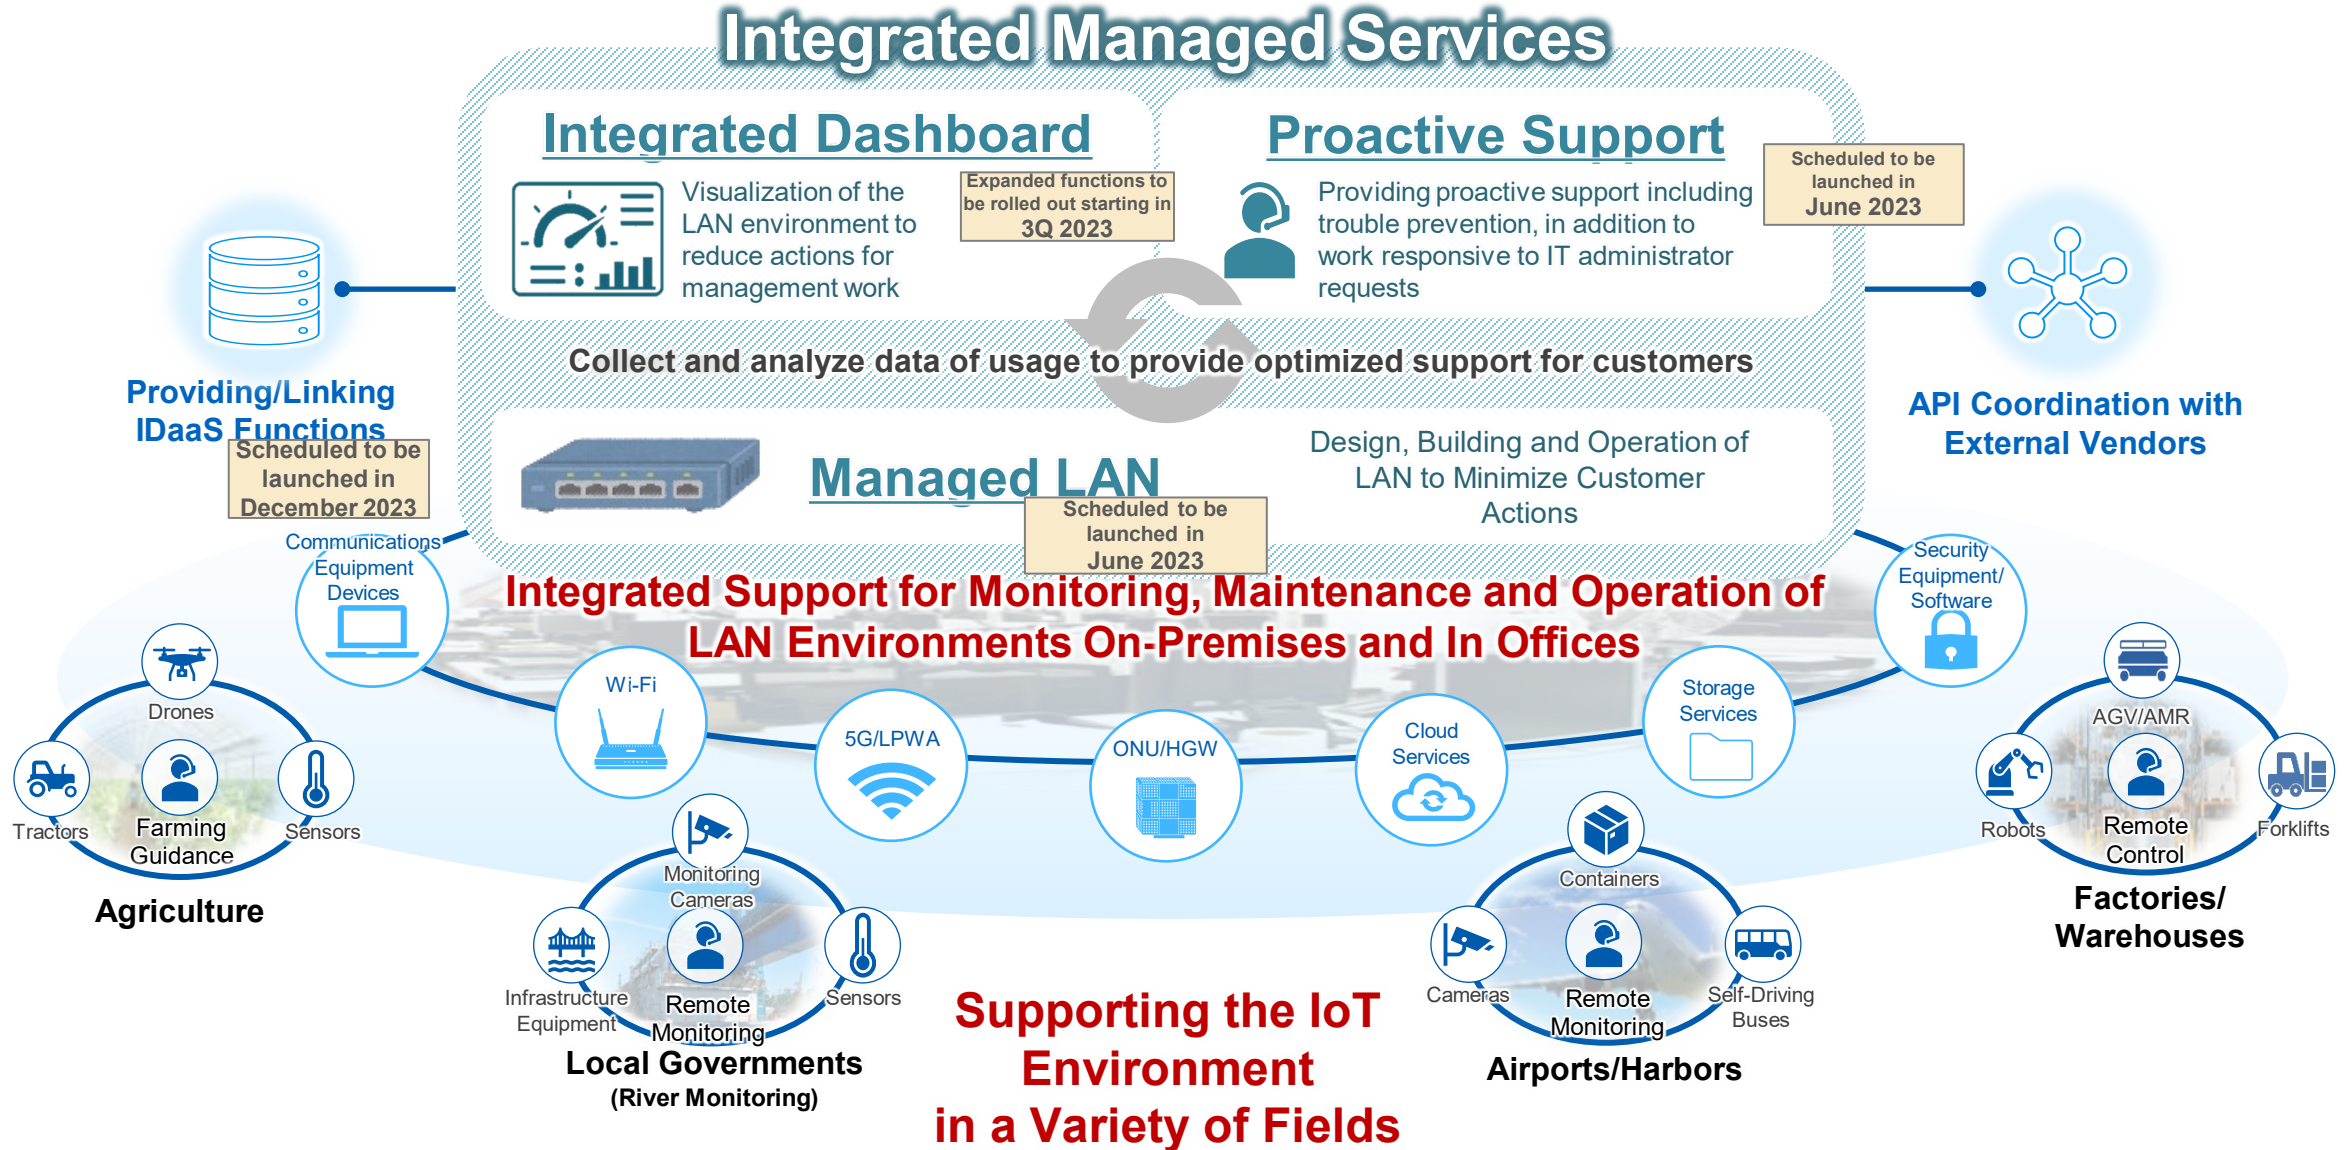 Integrated Managed Services
Integrated Dashboard
Visualization of the
LAN environment to
reduce actions for
management work
Expanded functions to
be rolled out starting in
3Q 2023
Proactive Support
Providing proactive support including
trouble prevention, in addition to
work responsive to IT administrator
requests
Scheduled to be
launched in
June 2023
Collect and analyze data of usage to provide optimized support for customers
Providing/Linking
IDaaS Functions
Scheduled to be
launched in
December 2023
API Coordination with
External Vendors
Managed LAN
Scheduled to be
launched in
June 2023
Design, Building and Operation of
LAN to Minimize Customer
Actions
Integrated Support for Monitoring, Maintenance and Operation of
LAN Environments On-Premises and In Offices
Communications
Equipment
Devices
Wi-Fi
5G/LPWA
ONU/HGW
Cloud
Services
Storage
Services
Security
Equipment/
Software
Drones
Tractors
Farming
Guidance
Sensors
Agriculture
Monitoring
Cameras
Infrastructure
Equipment
Remote
Monitoring
Sensors
Local Governments
(River Monitoring)
Supporting the IoT
Environment
in a Variety of Fields
Containers
Cameras
Remote
Monitoring
Self-Driving
Buses
Airports/Harbors
AGV/AMR
Robots
Remote
Control
Forklifts
Factories/
Warehouses